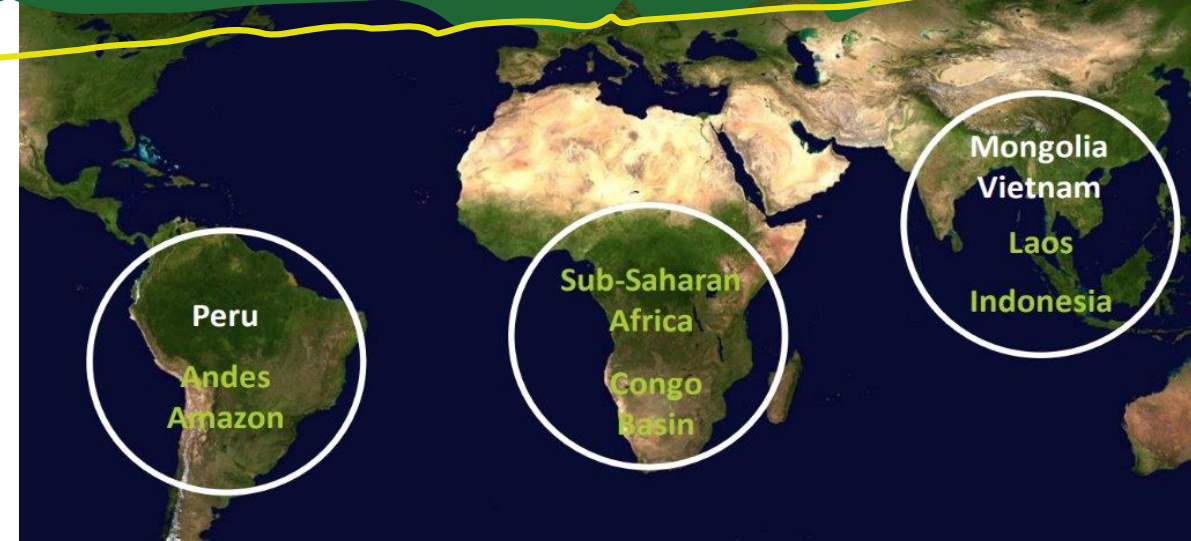 Peru
Andes
Amazon
Sub-Saharan
Africa
Congo
Basin
Mongolia
Vietnam
Laos
Indonesia